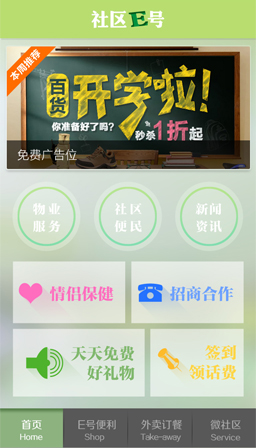 社区E号
本周推荐
百货
开学啦!
你准备好了吗?
秒杀1折起
免费广告位
物业
服务
社区
便民
新闻
资讯
情侣保健
招商合作
天天免费
好礼物
签到
领话费
首页
Home
E号便利
Shop
外卖订餐
Take-away
微社区
Service